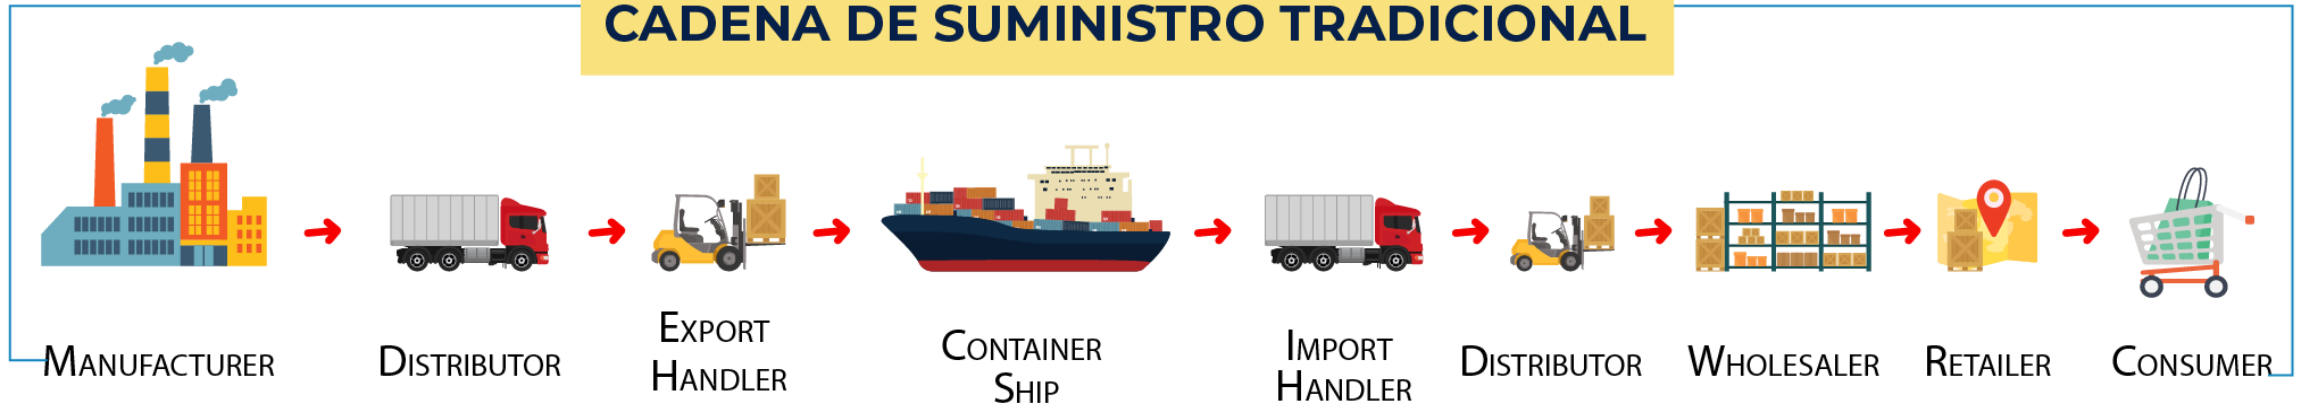 CADENA DE SUMINISTRO TRADICIONAL
MANUFACTURER
DISTRIBUTOR
EXPORT
HANDLER
CONTAINER
SHIP
IMPORT
HANDLER
DISTRIBUTOR
WHOLESALER
RETAILER
CONSUMER